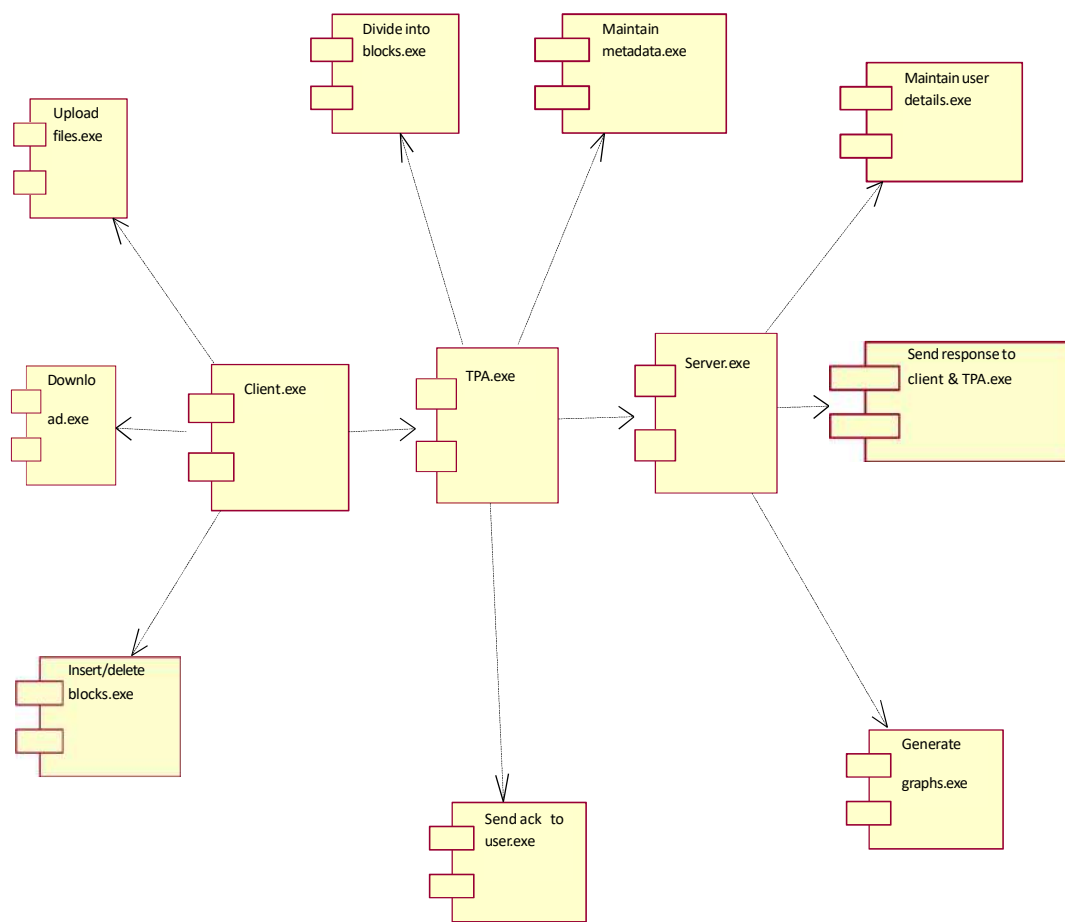 Divide into
blocks.exe
Maintain
metadata.exe
Maintain user
details.exe
Upload
files.exe
Downlo
ad.exe
Client.exe
TPA.exe
Server.exe
Send response to
client & TPA.exe
Insert/delete
blocks.exe
Send ack to
user.exe
Generate
graphs.exe